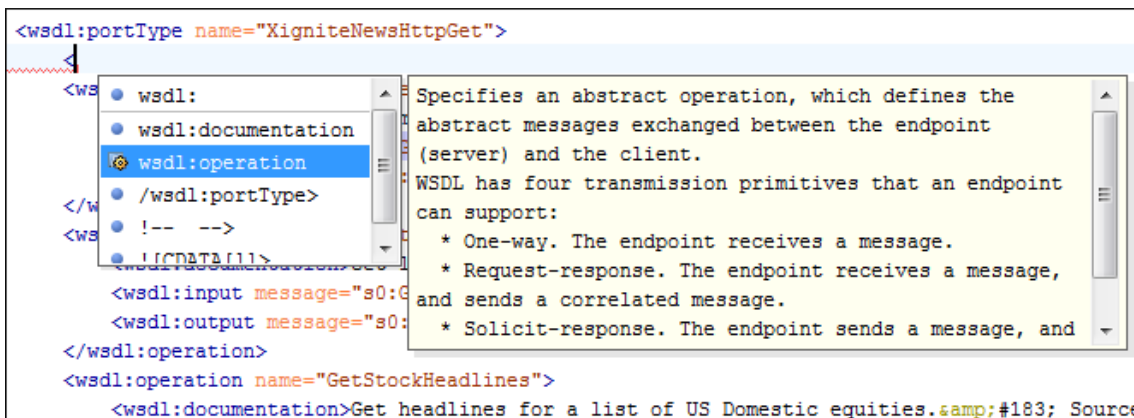 <wsdl:portType name="XigniteNewsHttpGet">
<
<ws
wsdl:
wsdl:documentation
wsdl:operation
/wsdl:portType>
!-- -->
![CDATA[]]>
Specifies an abstract operation, which defines the
abstract messages exchanged between the endpoint
(server) and the client.
WSDL has four transmission primitives that an endpoint
can support:
* One-way. The endpoint receives a message.
* Request-response. The endpoint receives a message,
and sends a correlated message.
* Solicit-response. The endpoint sends a message, and
</w
<ws
<wsdl:input message="s0:G
<wsdl:output message="s0:
</wsdl:operation>
<wsdl:operation name="GetStockHeadlines">
<wsdl:documentation>Get headlines for a list of US Domestic equities.&amp;#183; Source